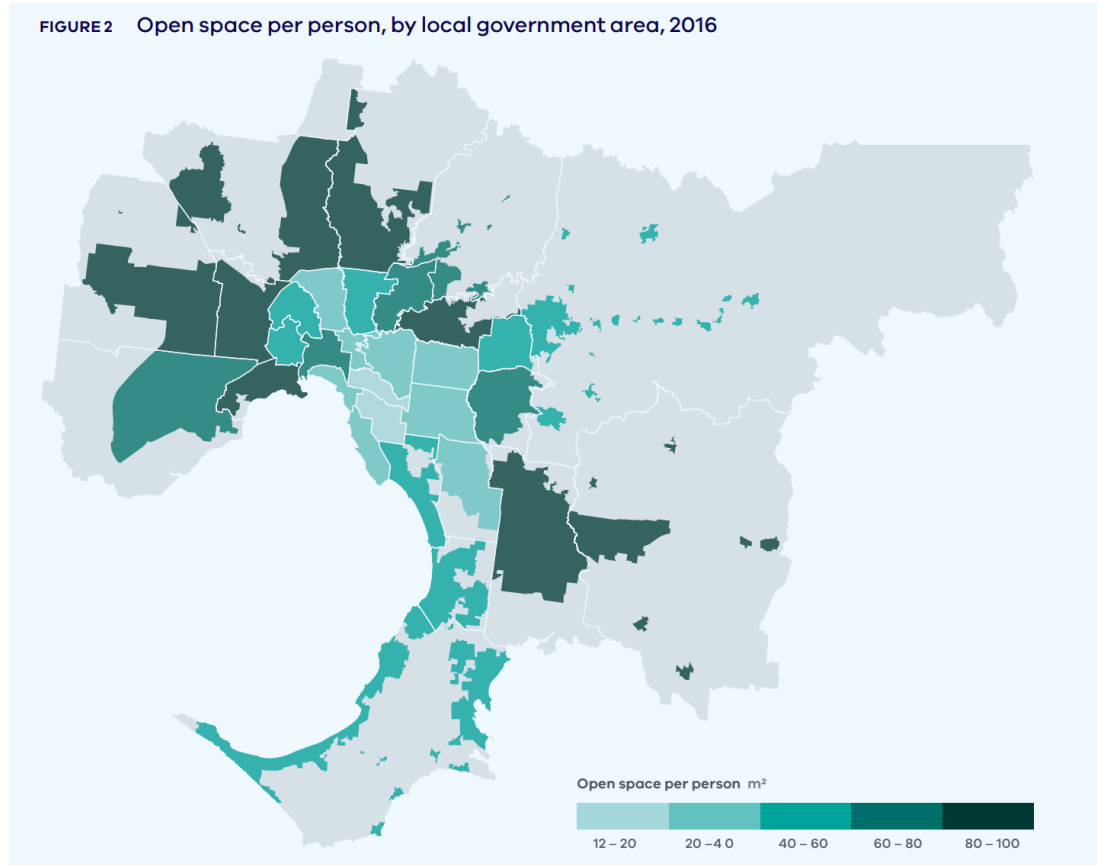 FIGURE 2 Open space per person, by local government area, 2016
Open space per person m²
12 – 20 20 –4 0 40 – 60 60 – 80 80 – 100